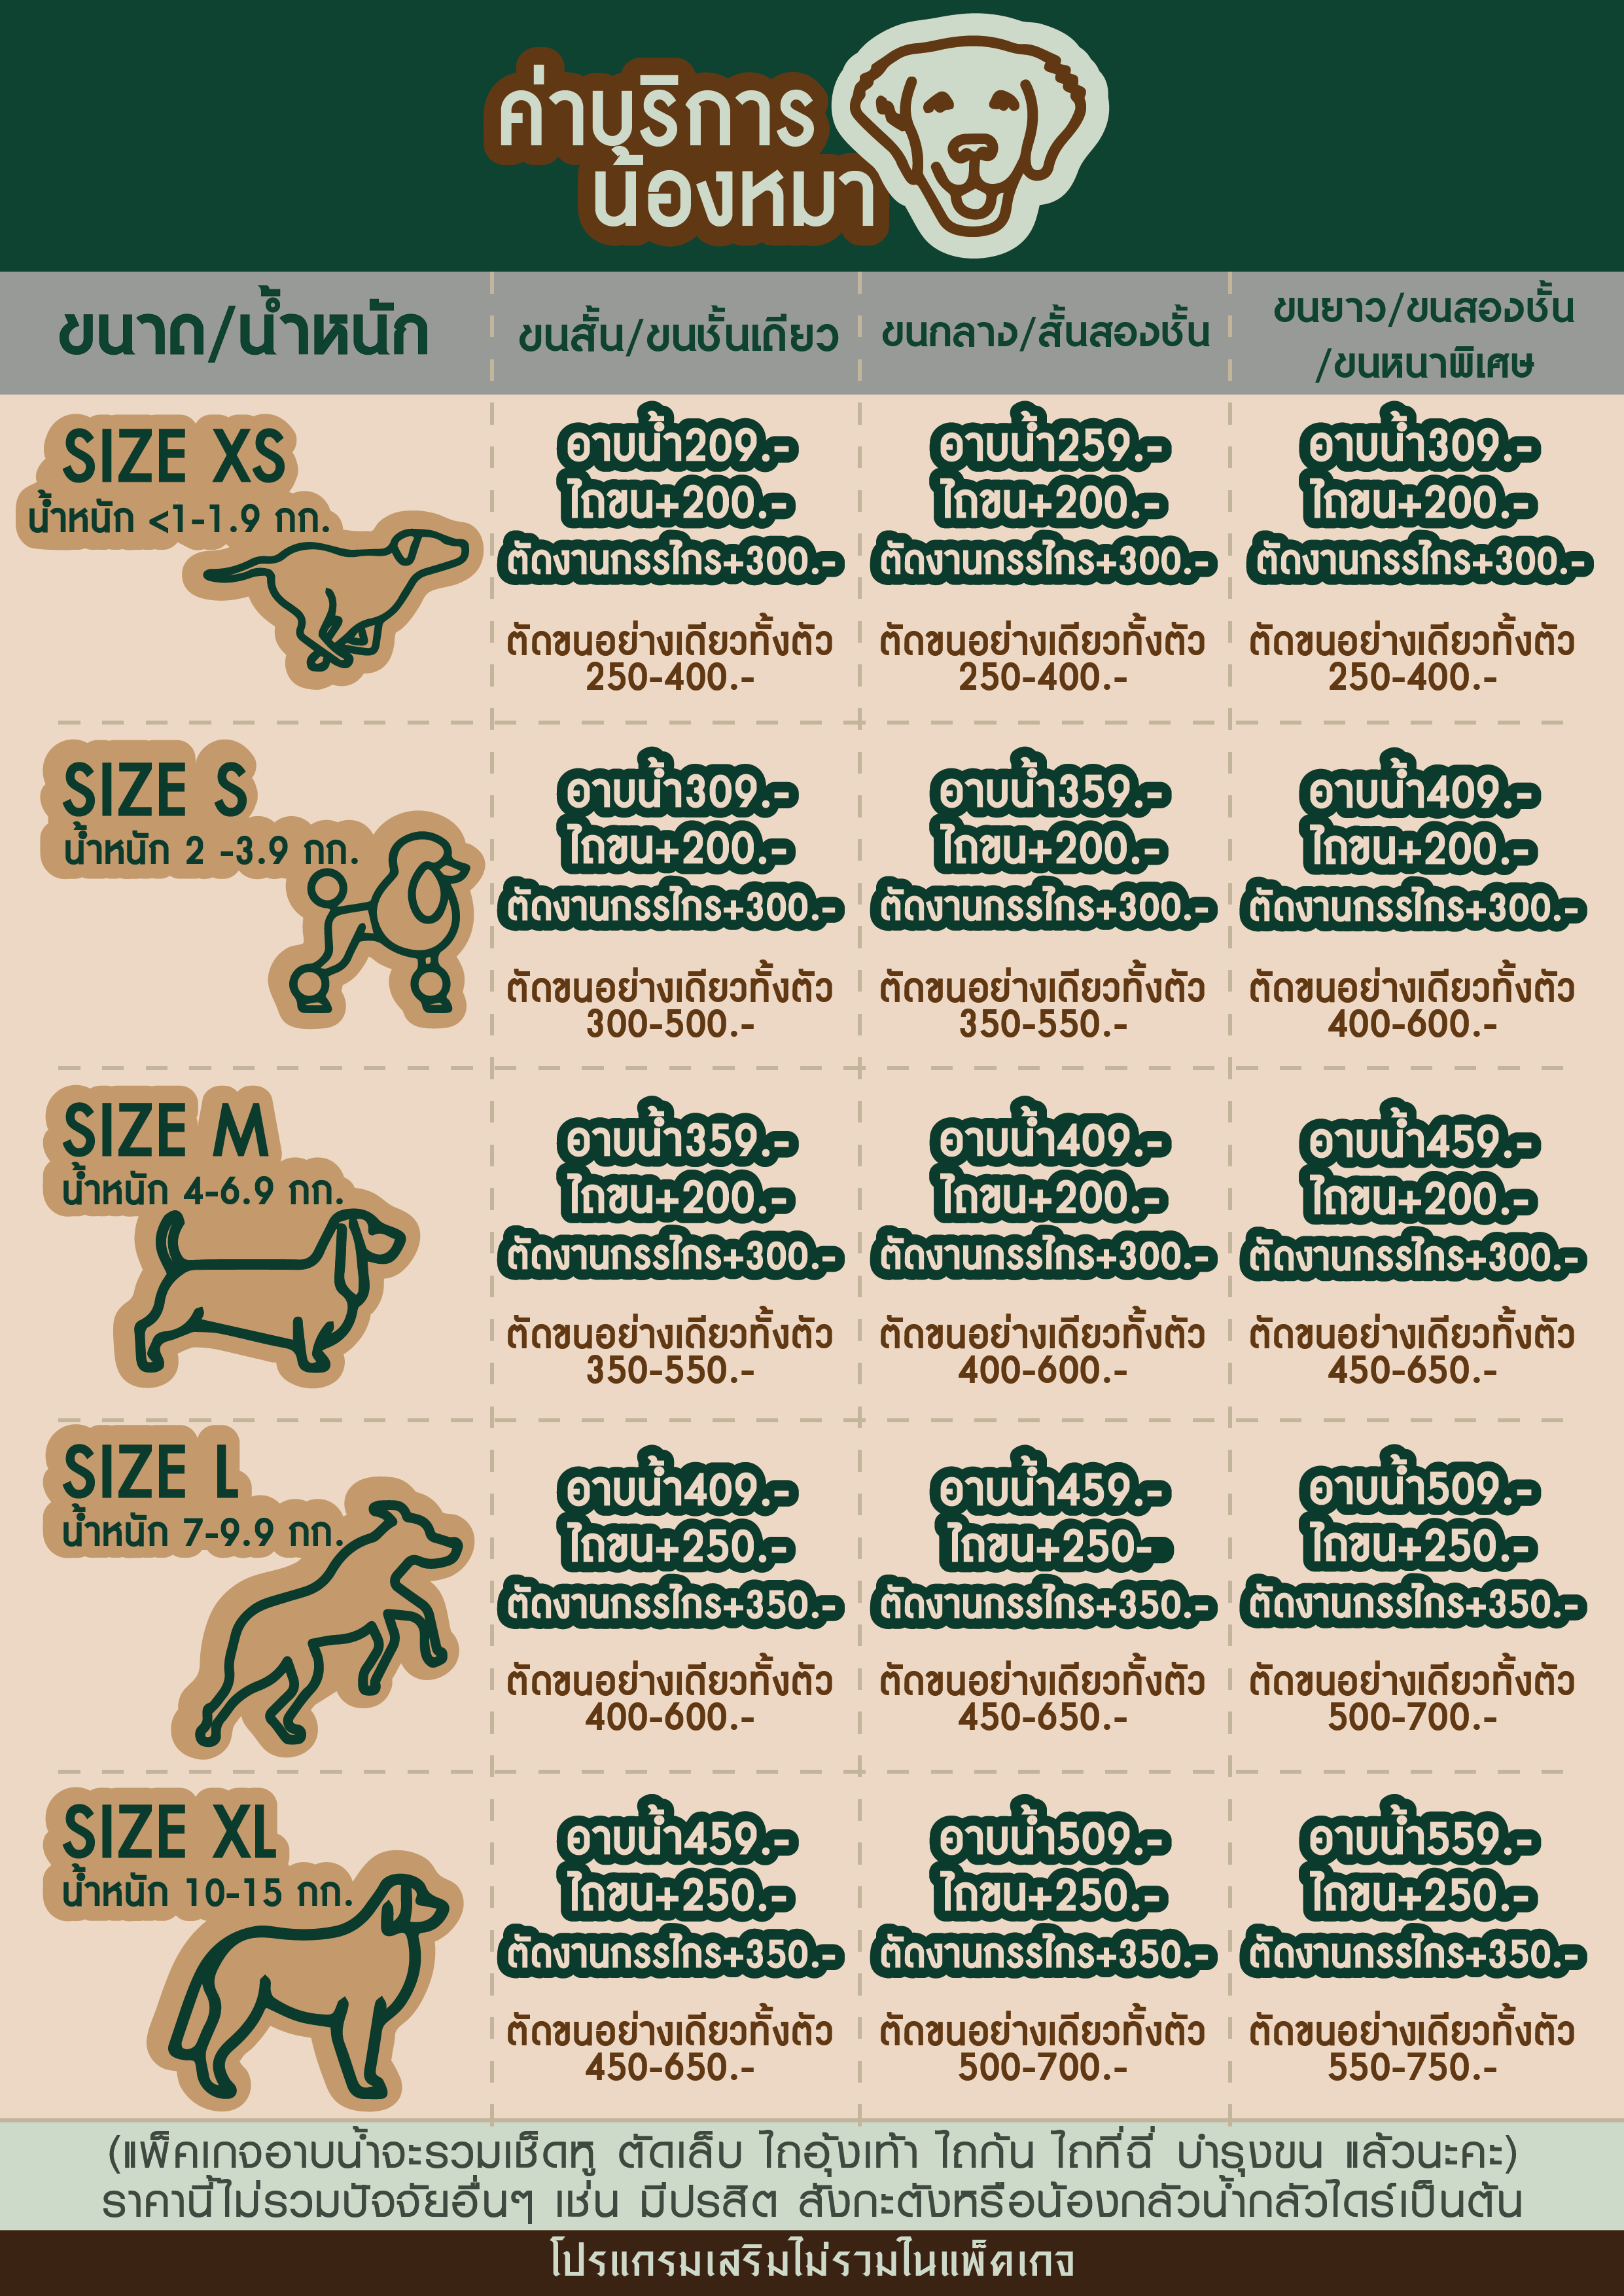 ค่าบริการ
น้องหมา
ขนาด/น้ำหนัก
ขนสั้น/ขนชั้นเดียว
ขนกลาง/สั้นสองชั้น
ขนยาว/ขนสองชั้น
/ขนหนาพิเศษ
SIZE XS
น้ำหนัก <1-1.9 กก.
อาบน้ำ209.-
ไถขน+200.-
ตัดงานกรรไกร+300.-
ตัดขนอย่างเดียวทั้งตัว
250-400.-
อาบน้ำ259.-
ไถขน+200.-
ตัดงานกรรไกร+300.-
ตัดขนอย่างเดียวทั้งตัว
250-400.-
อาบน้ำ309.-
ไถขน+200.-
ตัดงานกรรไกร+300.-
ตัดขนอย่างเดียวทั้งตัว
250-400.-
SIZE S
น้ำหนัก 2 -3.9 กก.
อาบน้ำ309.-
ไถขน+200.-
ตัดงานกรรไกร+300.-
ตัดขนอย่างเดียวทั้งตัว
300-500.-
อาบน้ำ359.-
ไถขน+200.-
ตัดงานกรรไกร+300.-
ตัดขนอย่างเดียวทั้งตัว
350-550.-
อาบน้ำ409.-
ไถขน+200.-
ตัดงานกรรไกร+300.-
ตัดขนอย่างเดียวทั้งตัว
400-600.-
SIZE M
น้ำหนัก 4-6.9 กก.
อาบน้ำ359.-
ไถขน+200.-
ตัดงานกรรไกร+300.-
ตัดขนอย่างเดียวทั้งตัว
350-550.-
อาบน้ำ409.-
ไถขน+200.-
ตัดงานกรรไกร+300.-
ตัดขนอย่างเดียวทั้งตัว
400-600.-
อาบน้ำ459.-
ไถขน+200.-
ตัดงานกรรไกร+300.-
ตัดขนอย่างเดียวทั้งตัว
450-650.-
SIZE L
น้ำหนัก 7-9.9 กก.
อาบน้ำ409.-
ไถขน+250.-
ตัดงานกรรไกร+350.-
ตัดขนอย่างเดียวทั้งตัว
400-600.-
อาบน้ำ459.-
ไถขน+250-
ตัดงานกรรไกร+350.-
ตัดขนอย่างเดียวทั้งตัว
450-650.-
อาบน้ำ509.-
ไถขน+250.-
ตัดงานกรรไกร+350.-
ตัดขนอย่างเดียวทั้งตัว
500-700.-
SIZE XL
น้ำหนัก 10-15 กก.
อาบน้ำ459.-
ไถขน+250.-
ตัดงานกรรไกร+350.-
ตัดขนอย่างเดียวทั้งตัว
450-650.-
อาบน้ำ509.-
ไถขน+250.-
ตัดงานกรรไกร+350.-
ตัดขนอย่างเดียวทั้งตัว
500-700.-
อาบน้ำ559.-
ไถขน+250.-
ตัดงานกรรไกร+350.-
ตัดขนอย่างเดียวทั้งตัว
550-750.-
(แพ็คเกจอาบน้ำจะรวมเช็ดหู ตัดเล็บ ไถอุ้งเท้า ไถก้น ไถที่ฉี่ บำรุงขน แล้วนะคะ)
ราคานี้ไม่รวมปัจจัยอื่นๆ เช่น มีปรสิต สังกะตังหรือน้องกลัวน้ำกลัวไดร์เป็นต้น
โปรแกรมเสริมไม่รวมในแพ็คเกจ